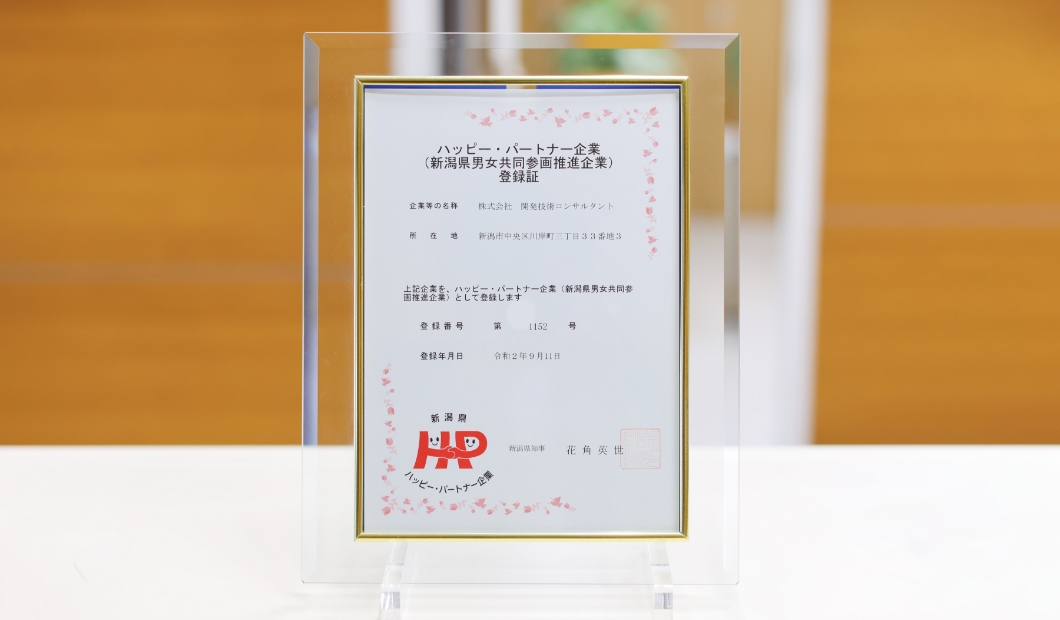 ハッピー・パートナー企業
（新潟県男女共同参画推進企業）
登録証
企業等の名称 株式会社 開発技術コンサルタント
所在地 新潟市中央区川岸町三丁目３３番地３
上記企業を、ハッピー・パートナー企業（新潟県男女共同参
画推進企業）として登録します
登録番号 第 1152 号
登録年月日 令和２年９月11日
新潟県
HP
ハッピー・パートナー企業
新潟県知事 花角英世